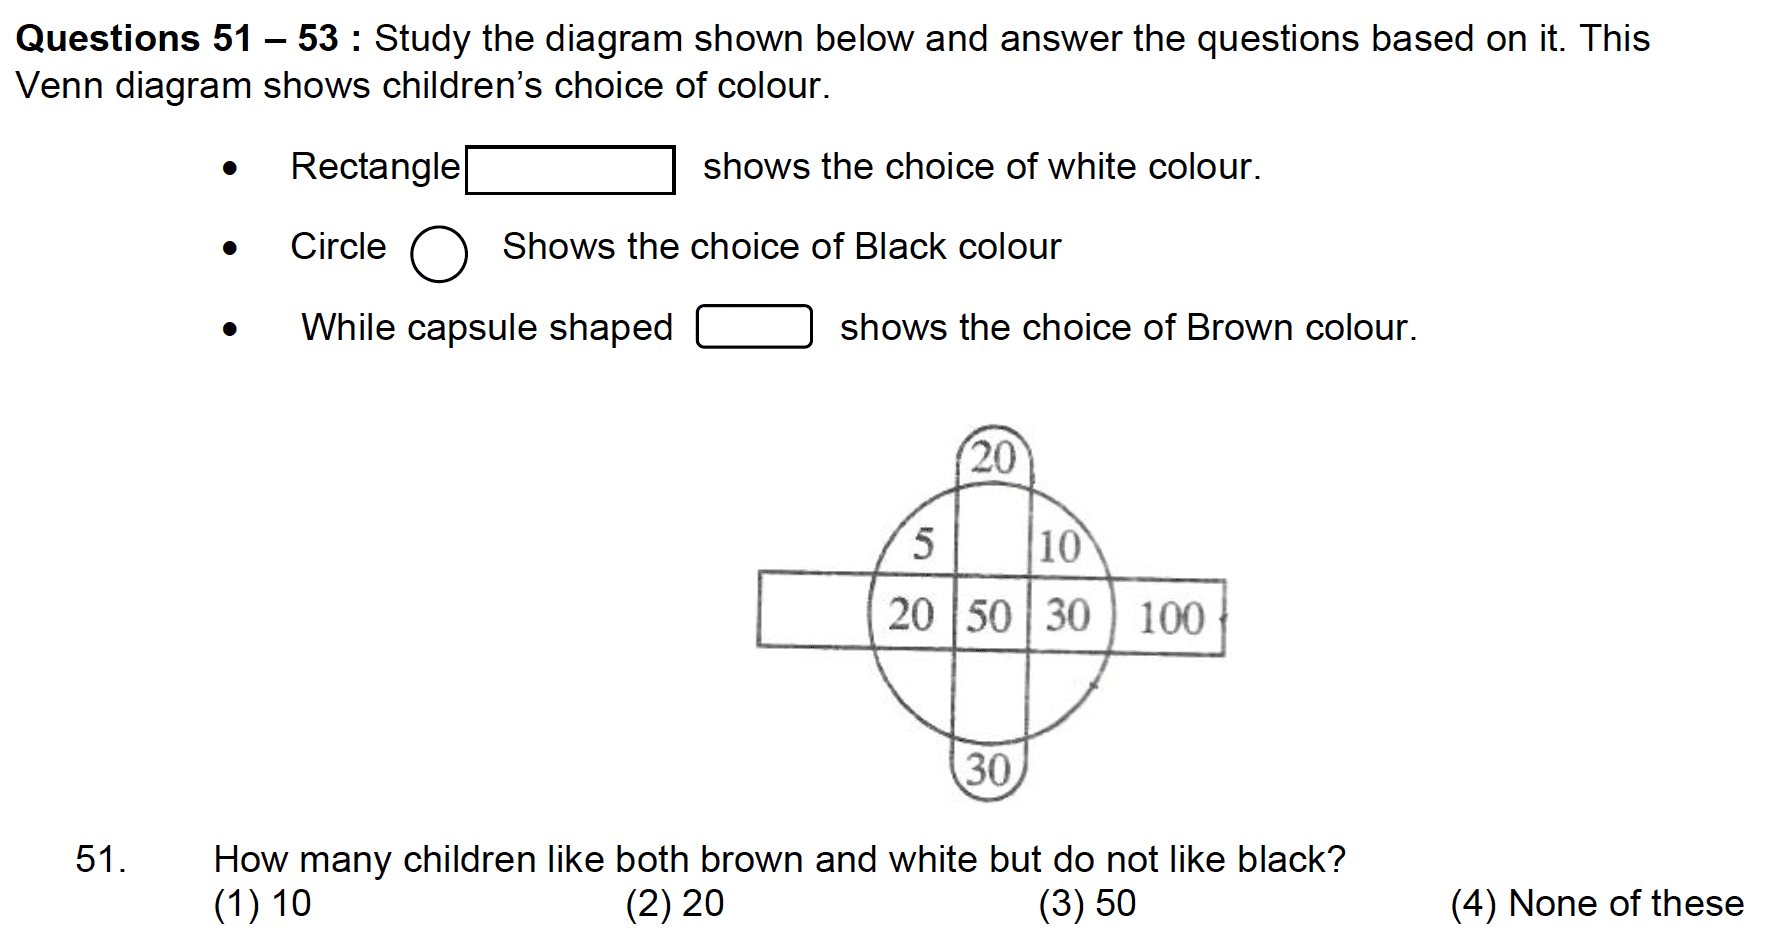 Questions 51 – 53 : Study the diagram shown below and answer the questions based on it. This
Venn diagram shows children’s choice of colour.
• Rectangle shows the choice of white colour.
• Circle Shows the choice of Black colour
• While capsule shaped shows the choice of Brown colour.
20
5 10
20 50 30 100
30
51. How many children like both brown and white but do not like black?
(1) 10 (2) 20 (3) 50 (4) None of these